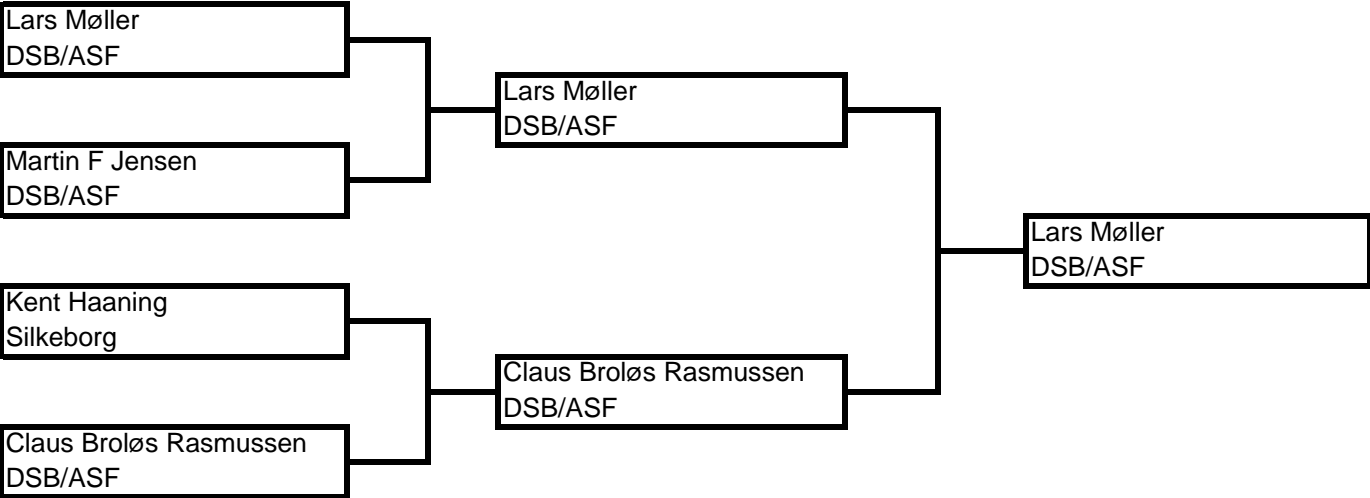 Lars Møller
DSB/ASF
Martin F Jensen
DSB/ASF
Kent Haaning
Silkeborg
Claus Broløs Rasmussen
DSB/ASF
Lars Møller
DSB/ASF
Claus Broløs Rasmussen
DSB/ASF
Lars Møller
DSB/ASF